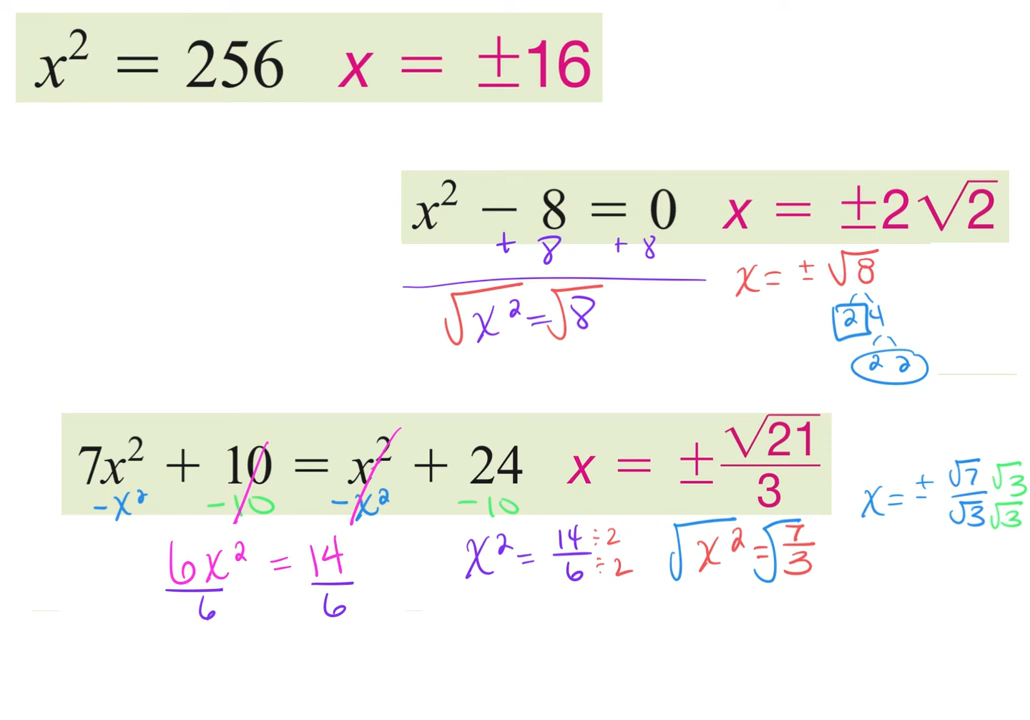 x² = 256 x = ±16
x² − 8 = 0 x = ±2√2
+ 8 + 8
x = ± √8
√x² = √8
2 4
2 2
7x² + 10 = x² + 24 x = ± √21/3
−x² −10 −x² −10
x = ± √7/√3 √3/√3
6x²/6 = 14/6
x² = 14/6 ÷2/÷2
√x² = √7/3